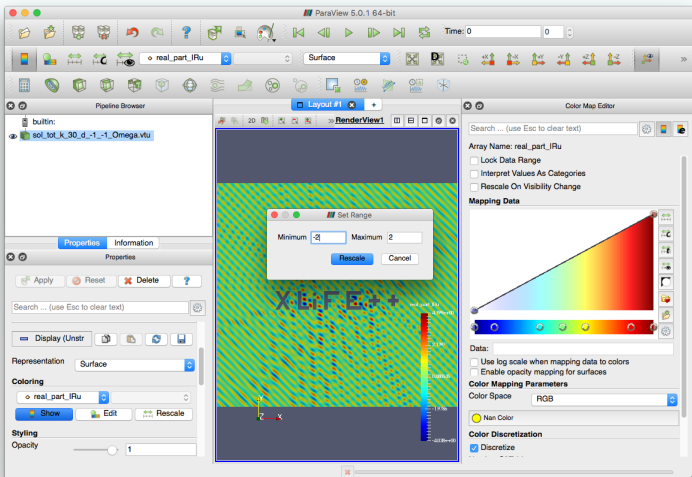 ParaView 5.0.1 64-bit
Time: 0
0
real_part_IRu
Surface
+X
-X
+Y
-Y
+Z
-Z
Pipeline Browser
builtin:
sol_tot_k_30_d_-1_-1_Omega.vtu
Properties
Information
Properties
Apply
Reset
Delete
?
Search ... (use Esc to clear text)
Display (Unstr
Representation
Surface
Coloring
real_part_IRu
Show
Edit
Rescale
Styling
Opacity
1
Layout #1
+
2D
» RenderView1
Set Range
Minimum
-2
Maximum
2
Rescale
Cancel
XLiFE++
real_part_IRu
Y
Z
X
Color Map Editor
Search ... (use Esc to clear text)
Array Name: real_part_IRu
Lock Data Range
Interpret Values As Categories
Rescale On Visibility Change
Mapping Data
Data:
Use log scale when mapping data to colors
Enable opacity mapping for surfaces
Color Mapping Parameters
Color Space
RGB
Nan Color
Color Discretization
Discretize